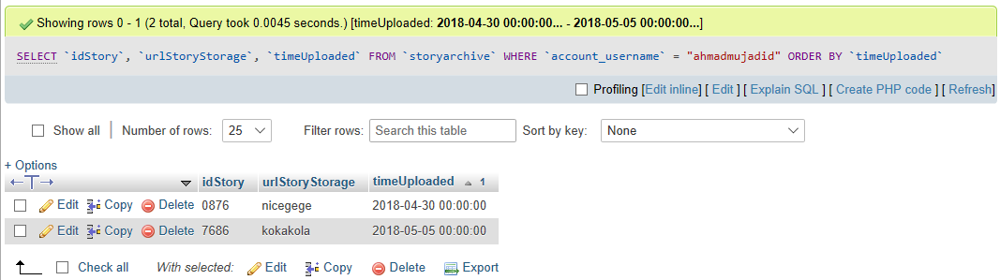 Showing rows 0 - 1 (2 total, Query took 0.0045 seconds.) [timeUploaded: 2018-04-30 00:00:00... - 2018-05-05 00:00:00...]
SELECT `idStory`, `urlStoryStorage`, `timeUploaded` FROM `storyarchive` WHERE `account_username` = "ahmadmujadid" ORDER BY `timeUploaded`
Profiling [Edit inline] [ Edit ] [ Explain SQL ] [ Create PHP code ] [ Refresh]
Show all Number of rows: 25 Filter rows: Search this table Sort by key: None
+ Options
idStory urlStoryStorage timeUploaded 1
Edit Copy Delete 0876 nicegege 2018-04-30 00:00:00
Edit Copy Delete 7686 kokakola 2018-05-05 00:00:00
Check all With selected: Edit Copy Delete Export